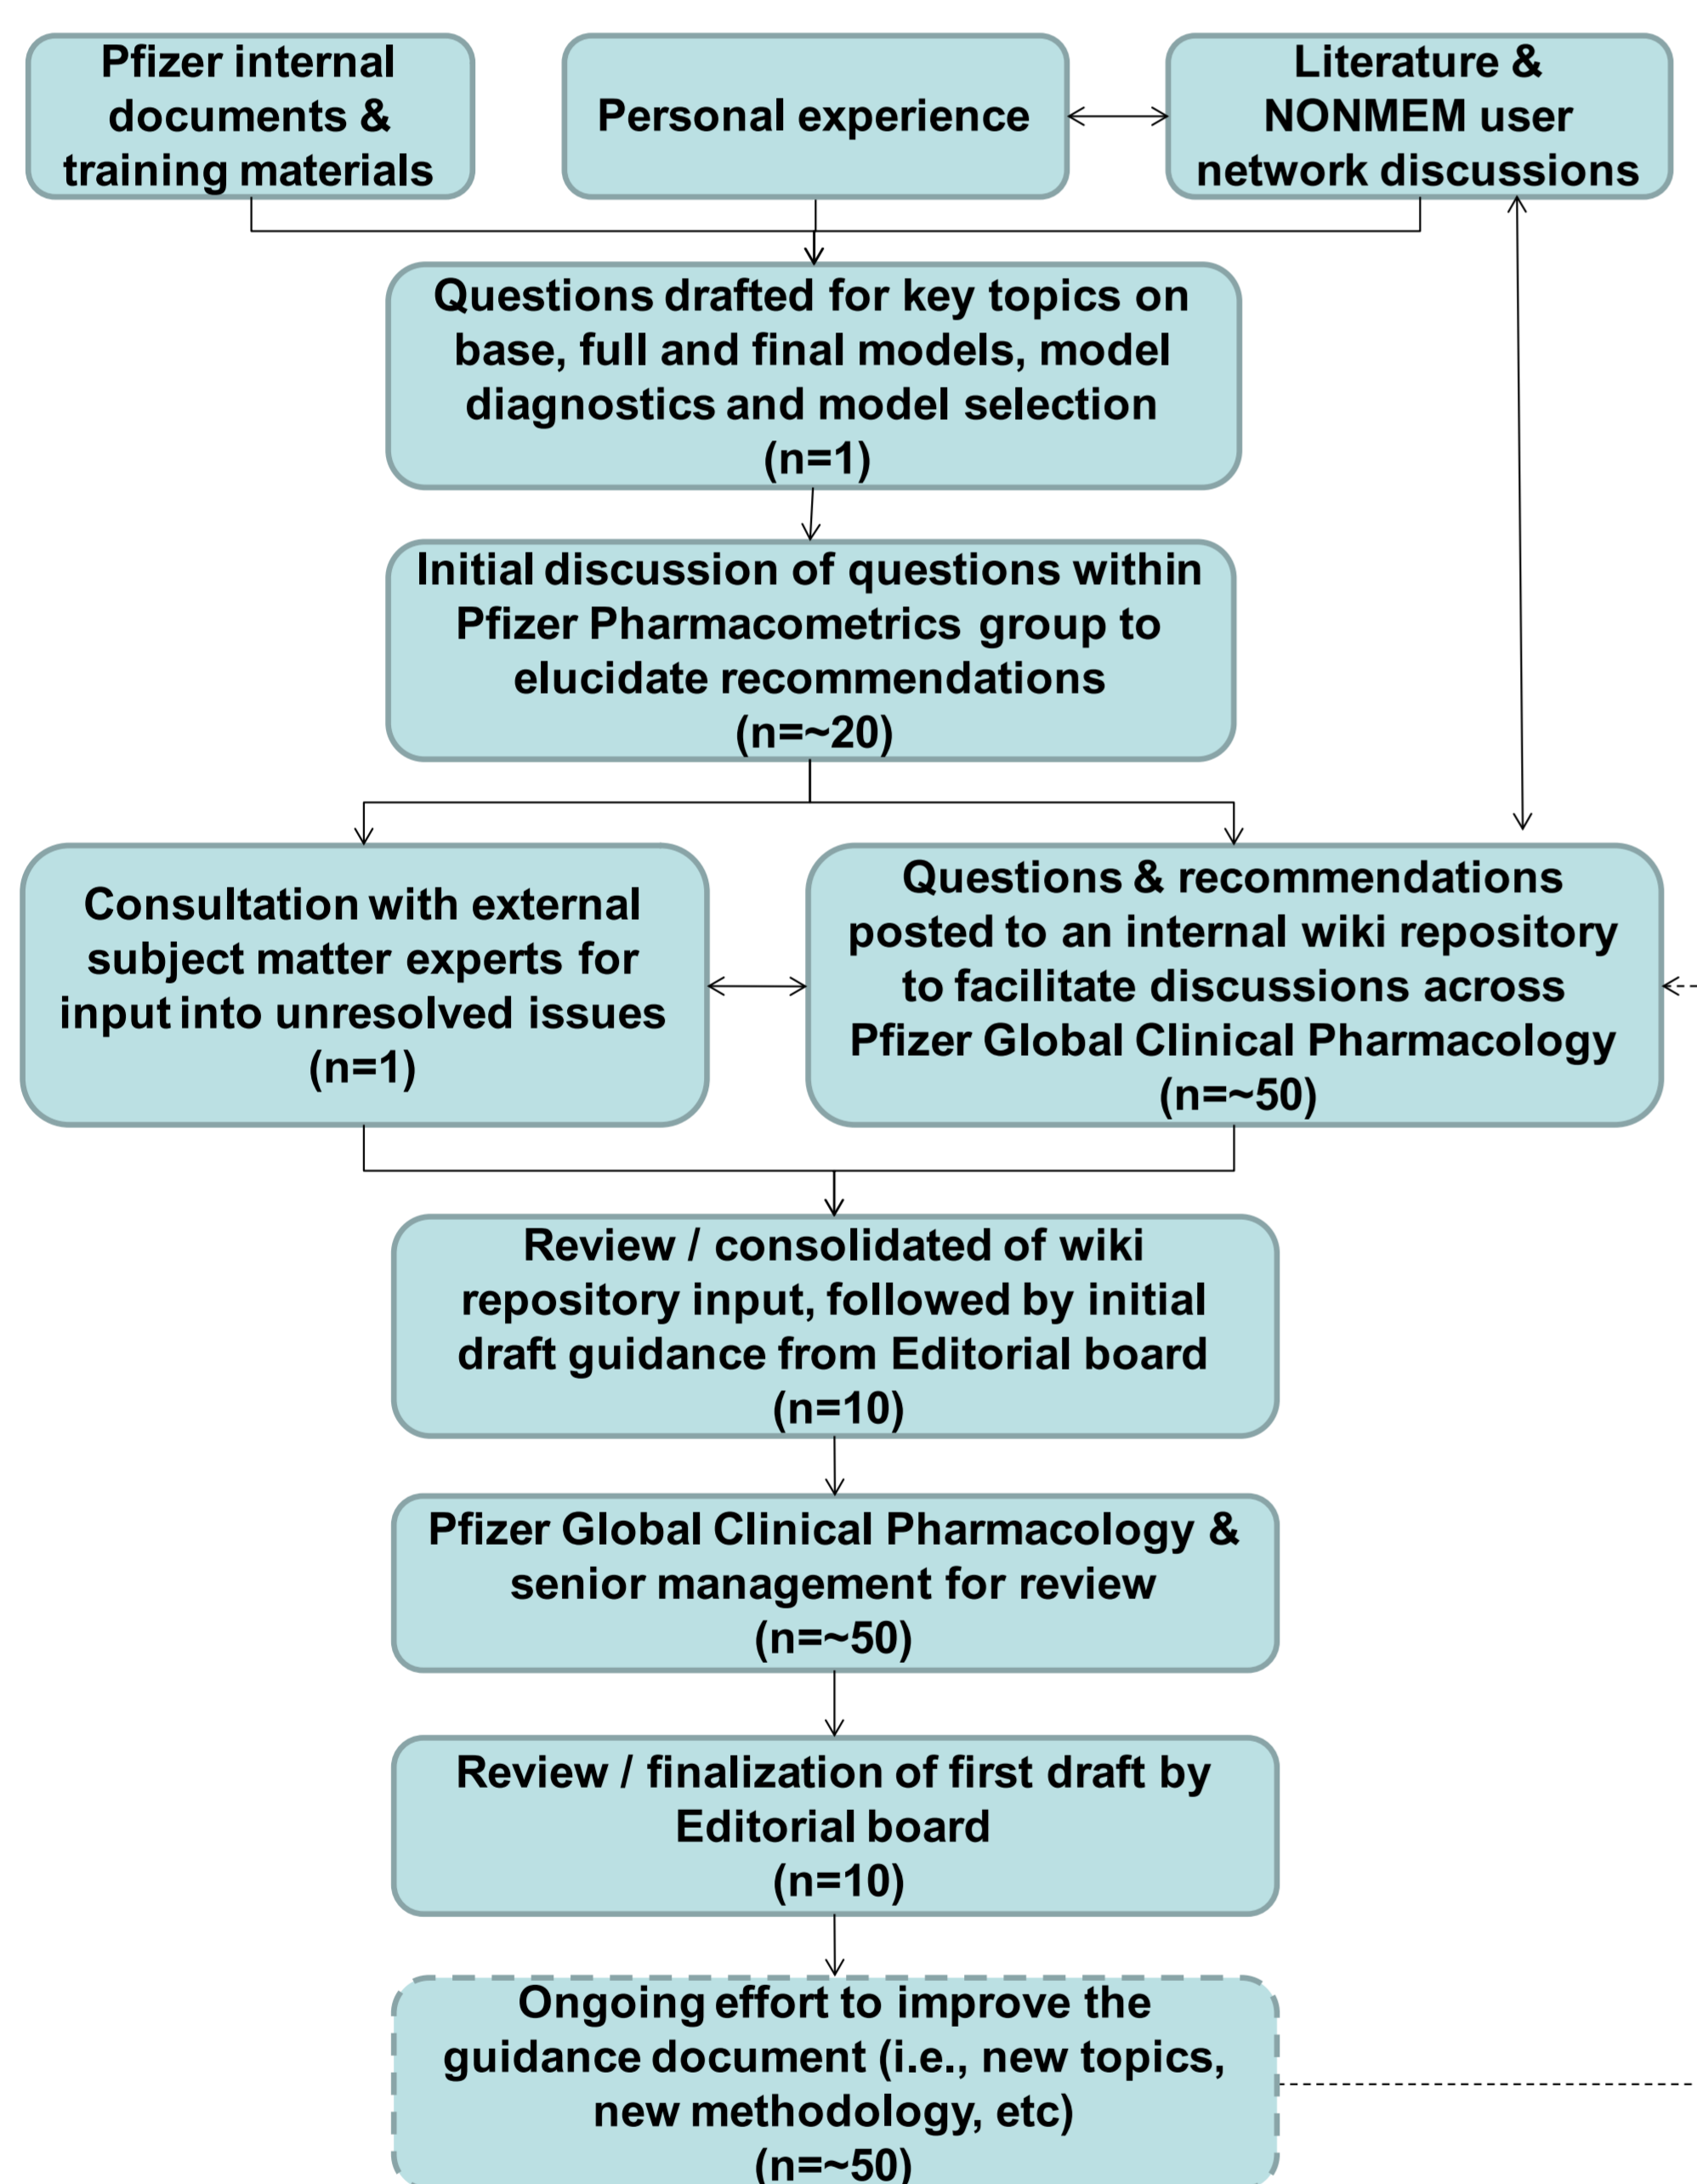 Pfizer internal
documents &
training materials
Personal experience
Literature &
NONMEM user
network discussions
Questions drafted for key topics on
base, full and final models, model
diagnostics and model selection
(n=1)
Initial discussion of questions within
Pfizer Pharmacometrics group to
elucidate recommendations
(n=~20)
Consultation with external
subject matter experts for
input into unresolved issues
(n=1)
Questions & recommendations
posted to an internal wiki repository
to facilitate discussions across
Pfizer Global Clinical Pharmacology
(n=~50)
Review / consolidated of wiki
repository input, followed by initial
draft guidance from Editorial board
(n=10)
Pfizer Global Clinical Pharmacology &
senior management for review
(n=~50)
Review / finalization of first draft by
Editorial board
(n=10)
Ongoing effort to improve the
guidance document (i.e., new topics,
new methodology, etc)
(n=~50)